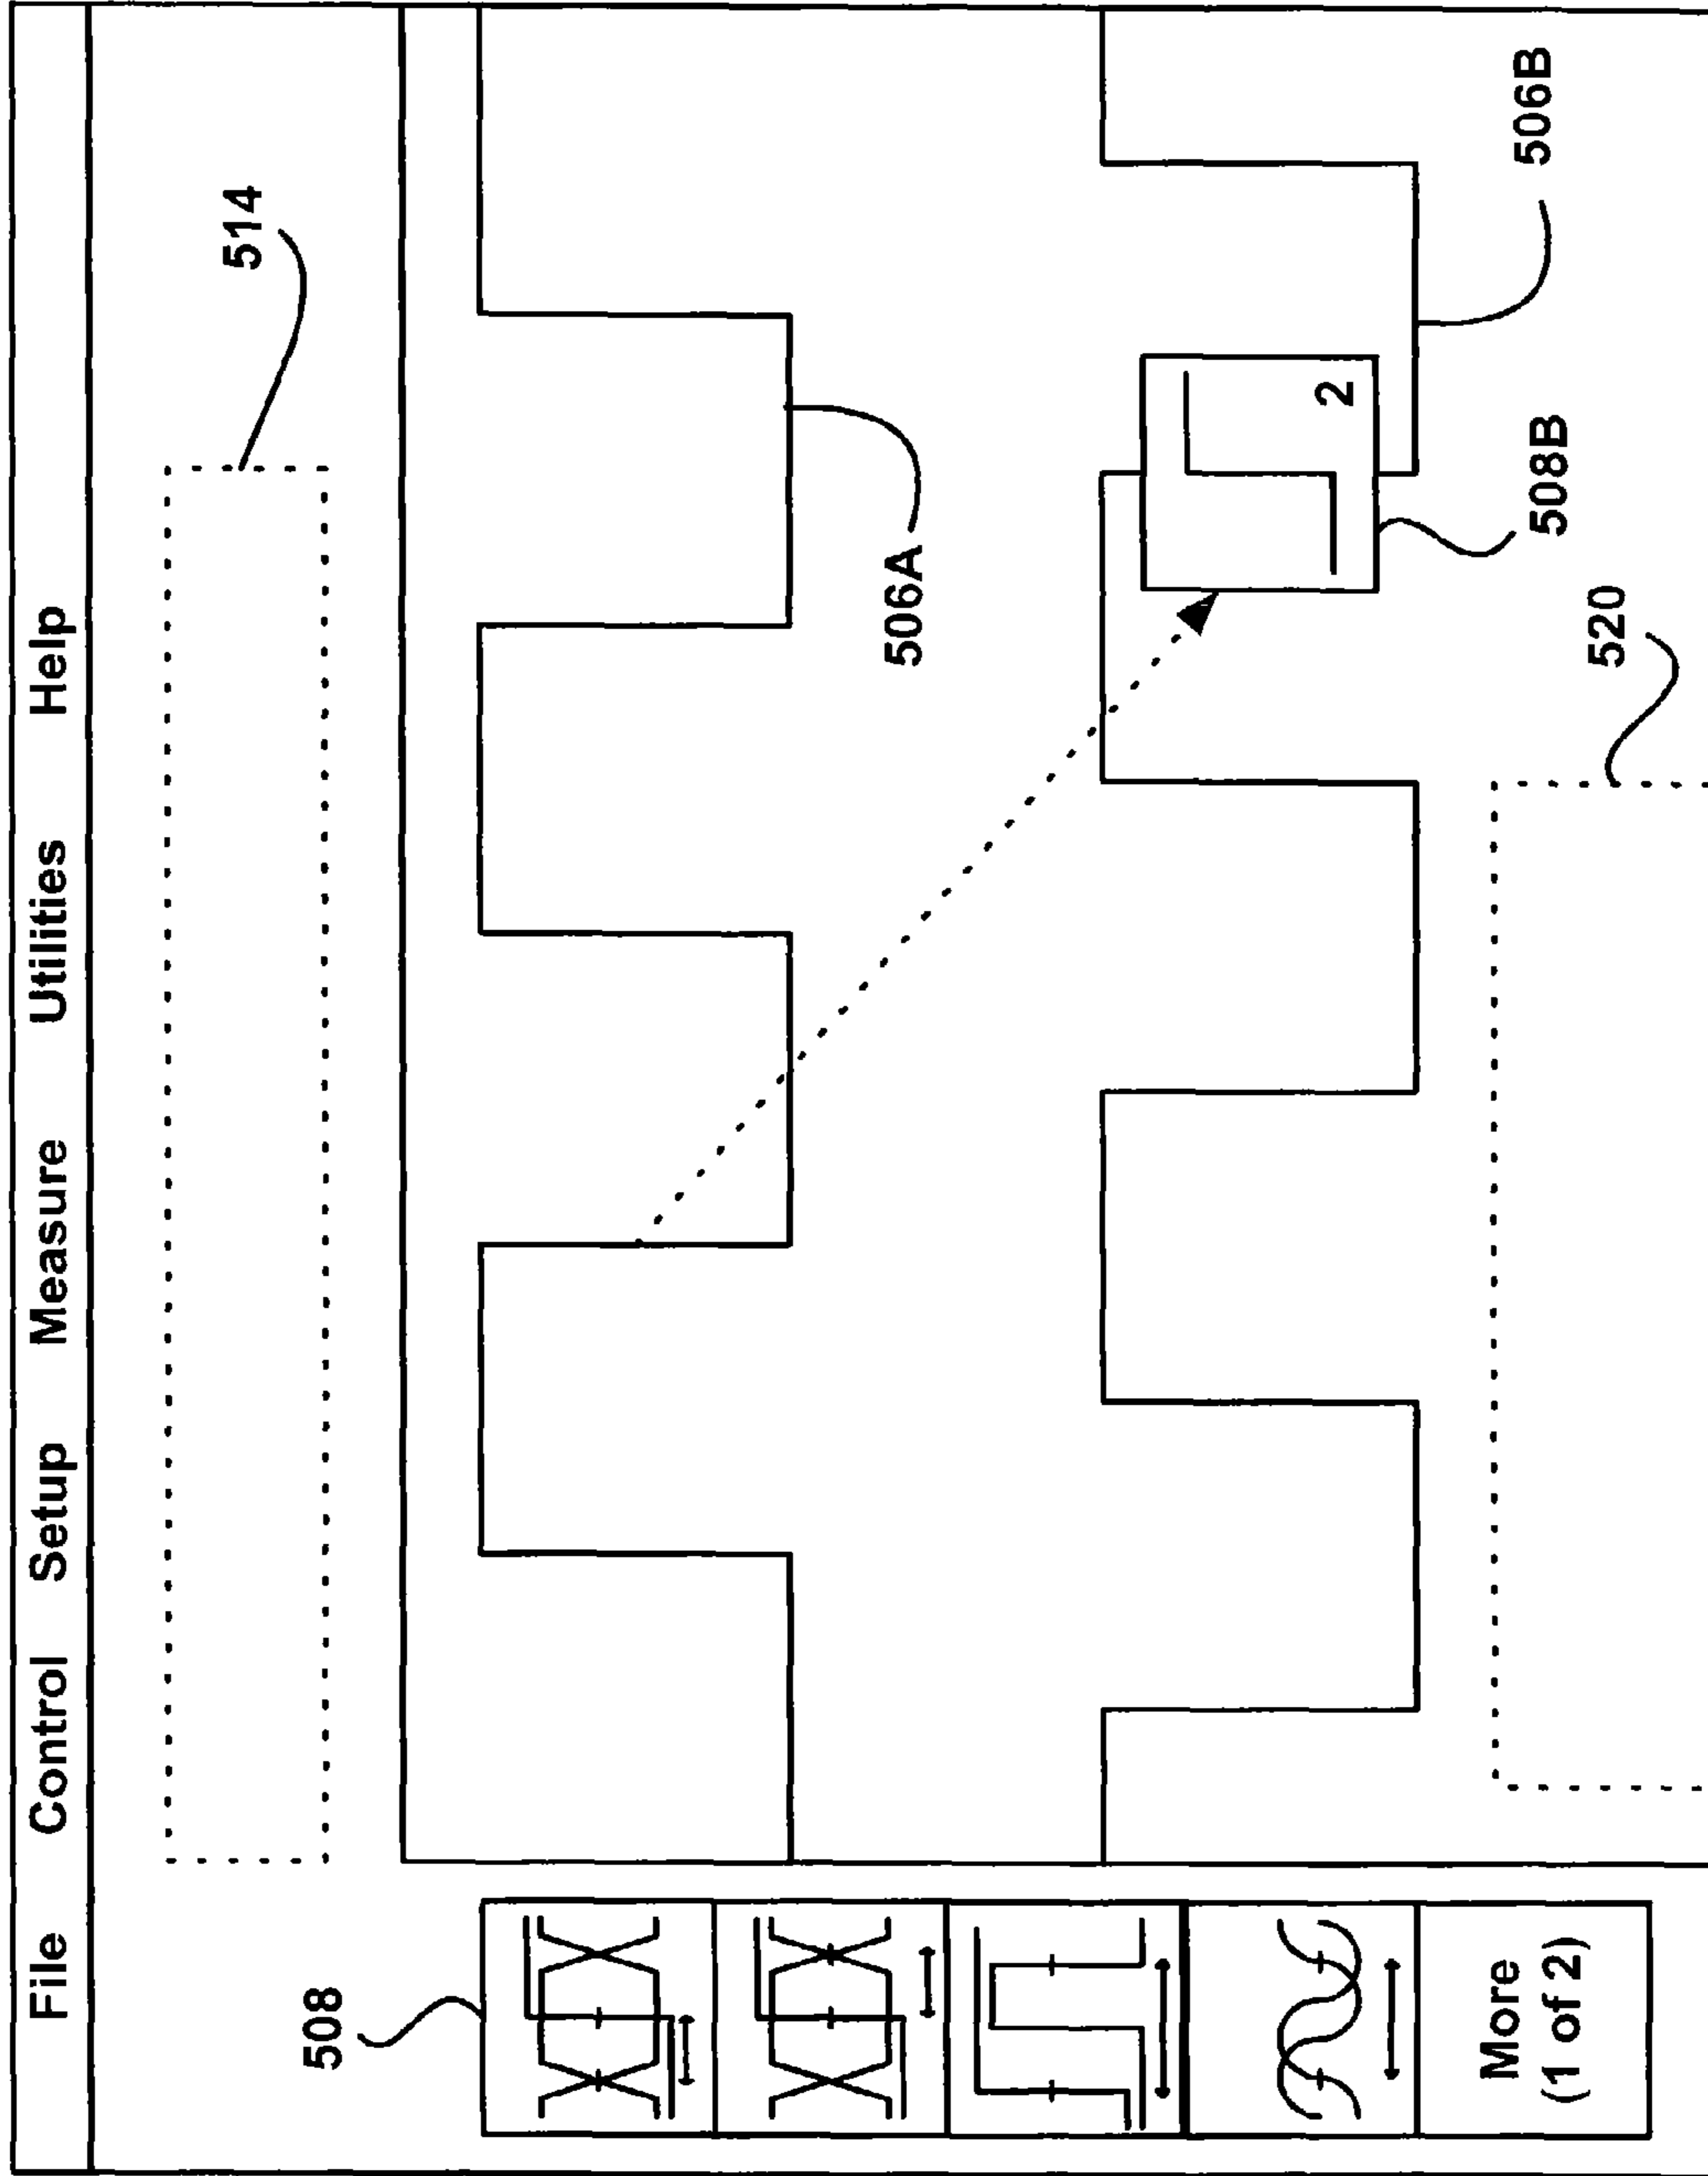 File Control Setup Measure Utilities Help
514
508
506A
2
508B
506B
520
More
(1 of 2)